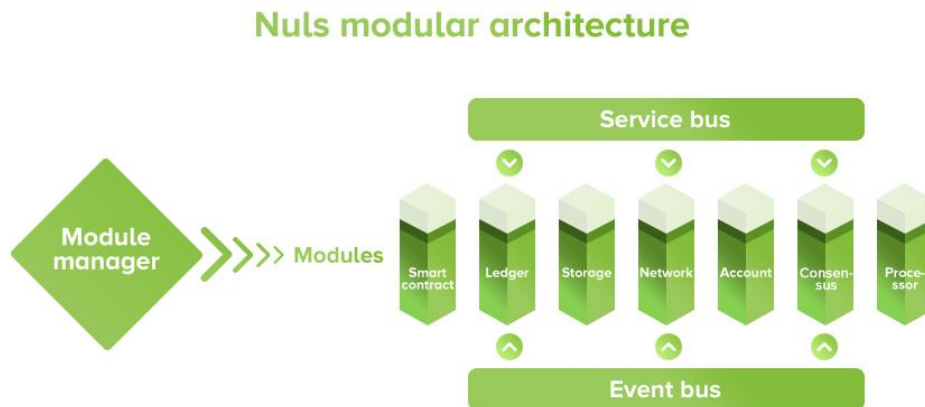 Nuls modular architecture
Service bus
Module
manager
Modules
Smart
contract
Ledger
Storage
Network
Account
Consen-
sus
Proce-
ssor
Event bus